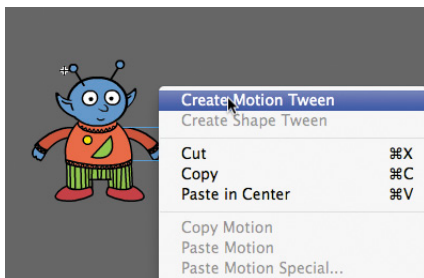 Create Motion Tween
Create Shape Tween
Cut ⌘X
Copy ⌘C
Paste in Center ⌘V
Copy Motion
Paste Motion
Paste Motion Special...